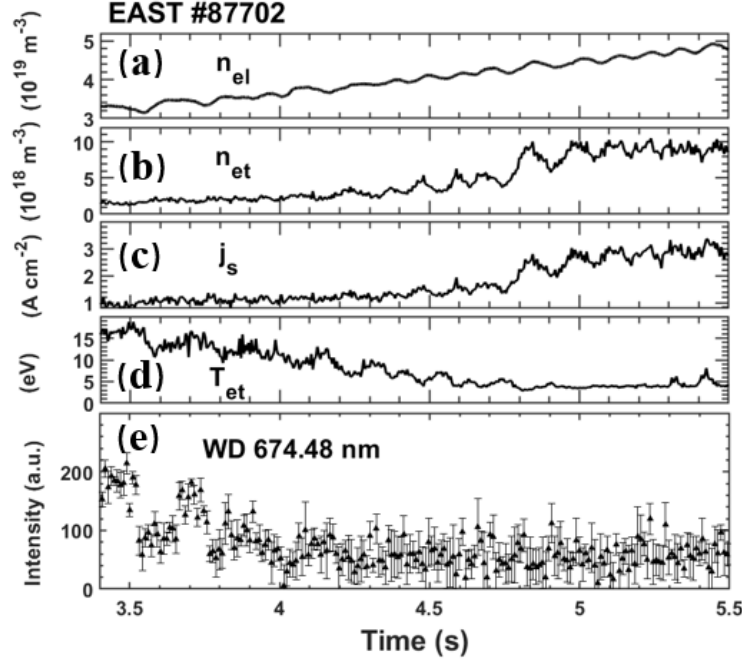 EAST #87702
(10^19 m^-3)
5
4
3
(a) n_el
(10^18 m^-3)
10
5
0
(b) n_et
(A cm^-2)
3
2
1
(c) j_s
(eV)
15
10
5
0
(d) T_et
Intensity (a.u.)
200
100
0
(e) WD 674.48 nm
3.5 4 4.5 5 5.5
Time (s)